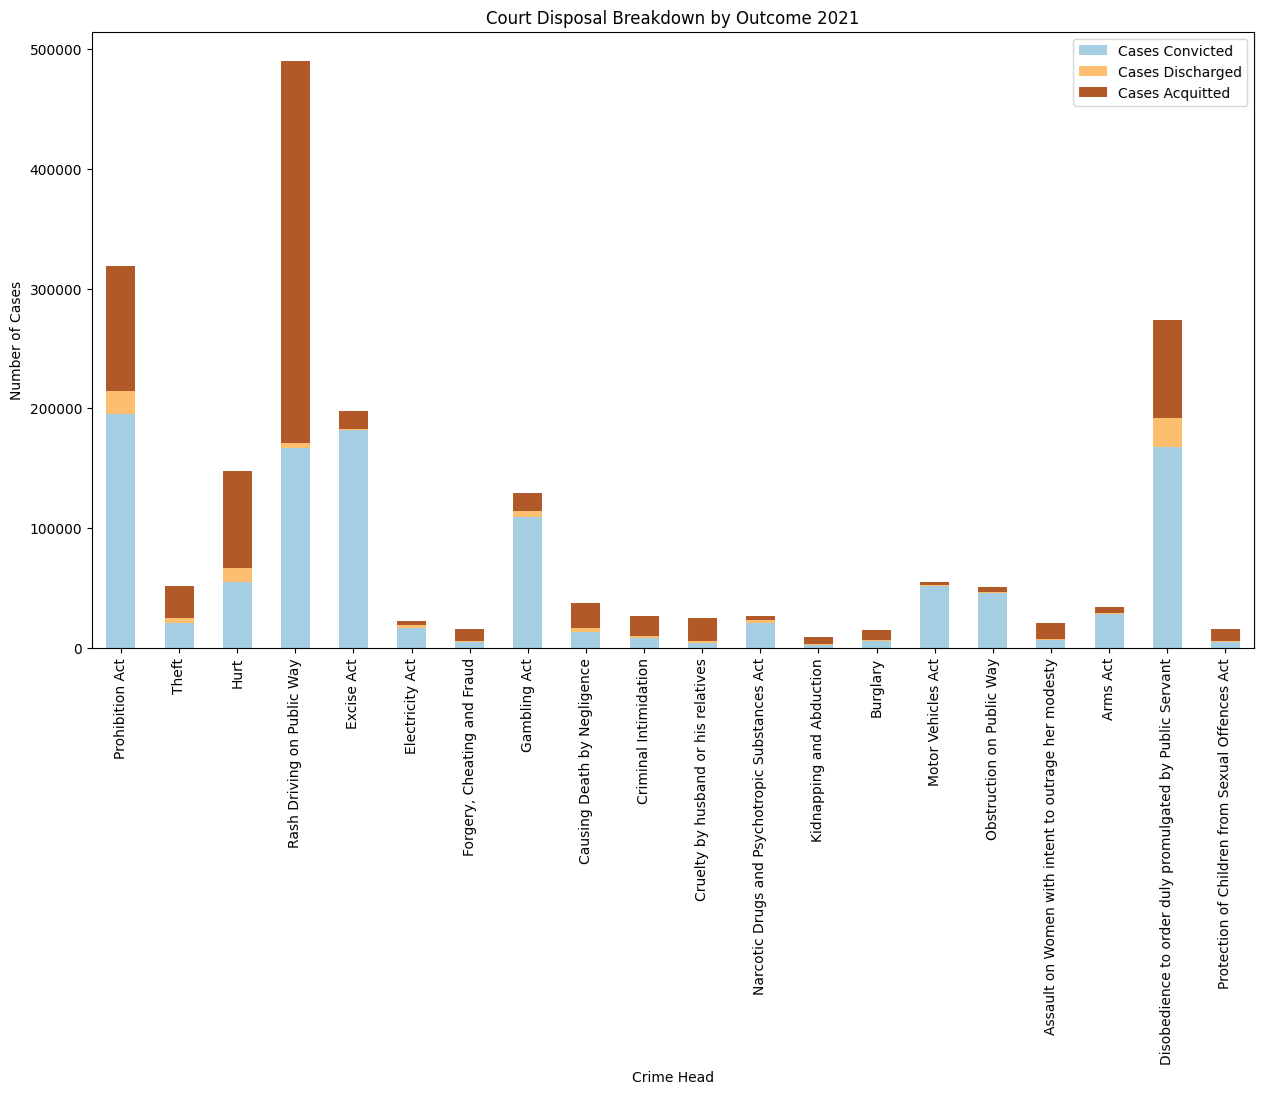 Court Disposal Breakdown by Outcome 2021
Cases Convicted
Cases Discharged
Cases Acquitted
Number of Cases
500000
400000
300000
200000
100000
0
Prohibition Act
Theft
Hurt
Rash Driving on Public Way
Excise Act
Electricity Act
Forgery, Cheating and Fraud
Gambling Act
Causing Death by Negligence
Criminal Intimidation
Cruelty by husband or his relatives
Narcotic Drugs and Psychotropic Substances Act
Kidnapping and Abduction
Burglary
Motor Vehicles Act
Obstruction on Public Way
Assault on Women with intent to outrage her modesty
Arms Act
Disobedience to order duly promulgated by Public Servant
Protection of Children from Sexual Offences Act
Crime Head